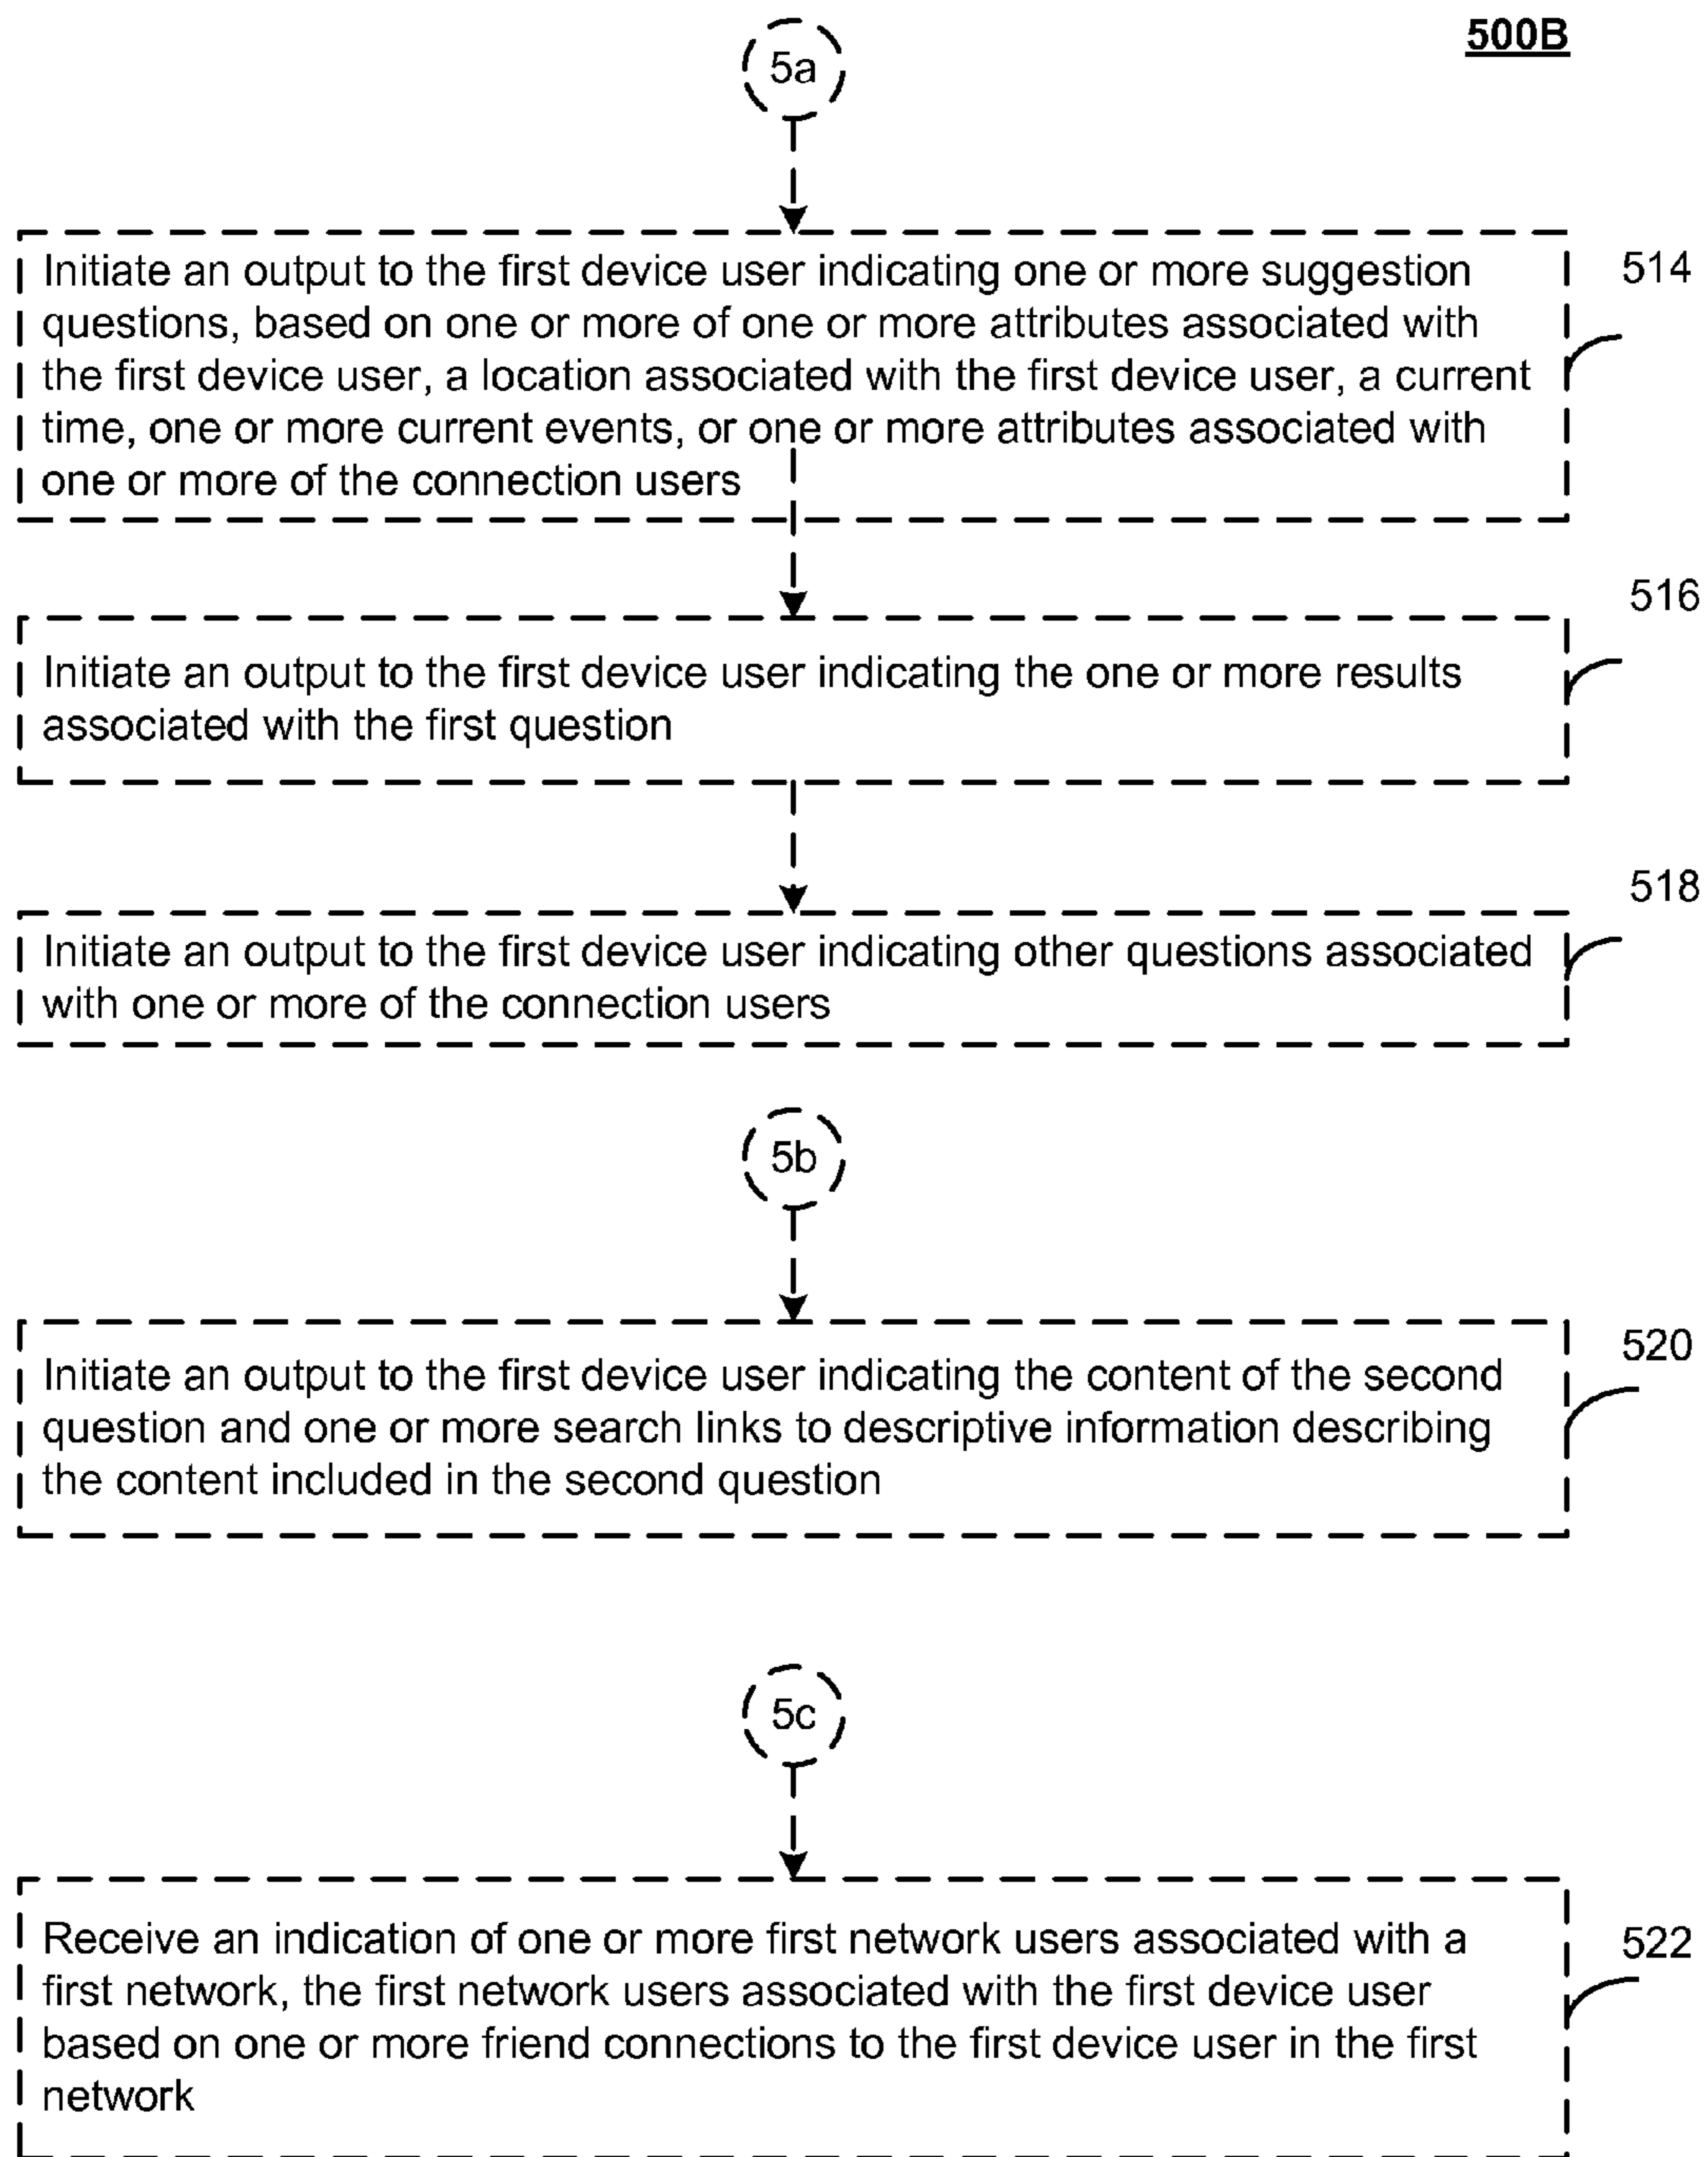 500B
5a
Initiate an output to the first device user indicating one or more suggestion
questions, based on one or more of one or more attributes associated with
the first device user, a location associated with the first device user, a current
time, one or more current events, or one or more attributes associated with
one or more of the connection users
514
516
Initiate an output to the first device user indicating the one or more results
associated with the first question
518
Initiate an output to the first device user indicating other questions associated
with one or more of the connection users
5b
520
Initiate an output to the first device user indicating the content of the second
question and one or more search links to descriptive information describing
the content included in the second question
5c
Receive an indication of one or more first network users associated with a
first network, the first network users associated with the first device user
based on one or more friend connections to the first device user in the first
network
522